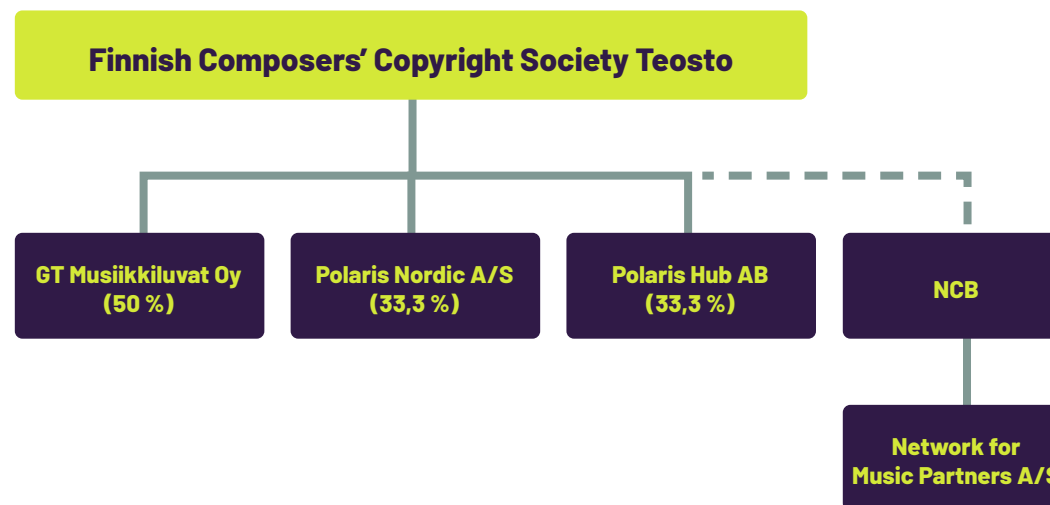 Finnish Composers’ Copyright Society Teosto
GT Musiikkiluvat Oy
(50 %)
Polaris Nordic A/S
(33,3 %)
Polaris Hub AB
(33,3 %)
NCB
Network for
Music Partners A/S